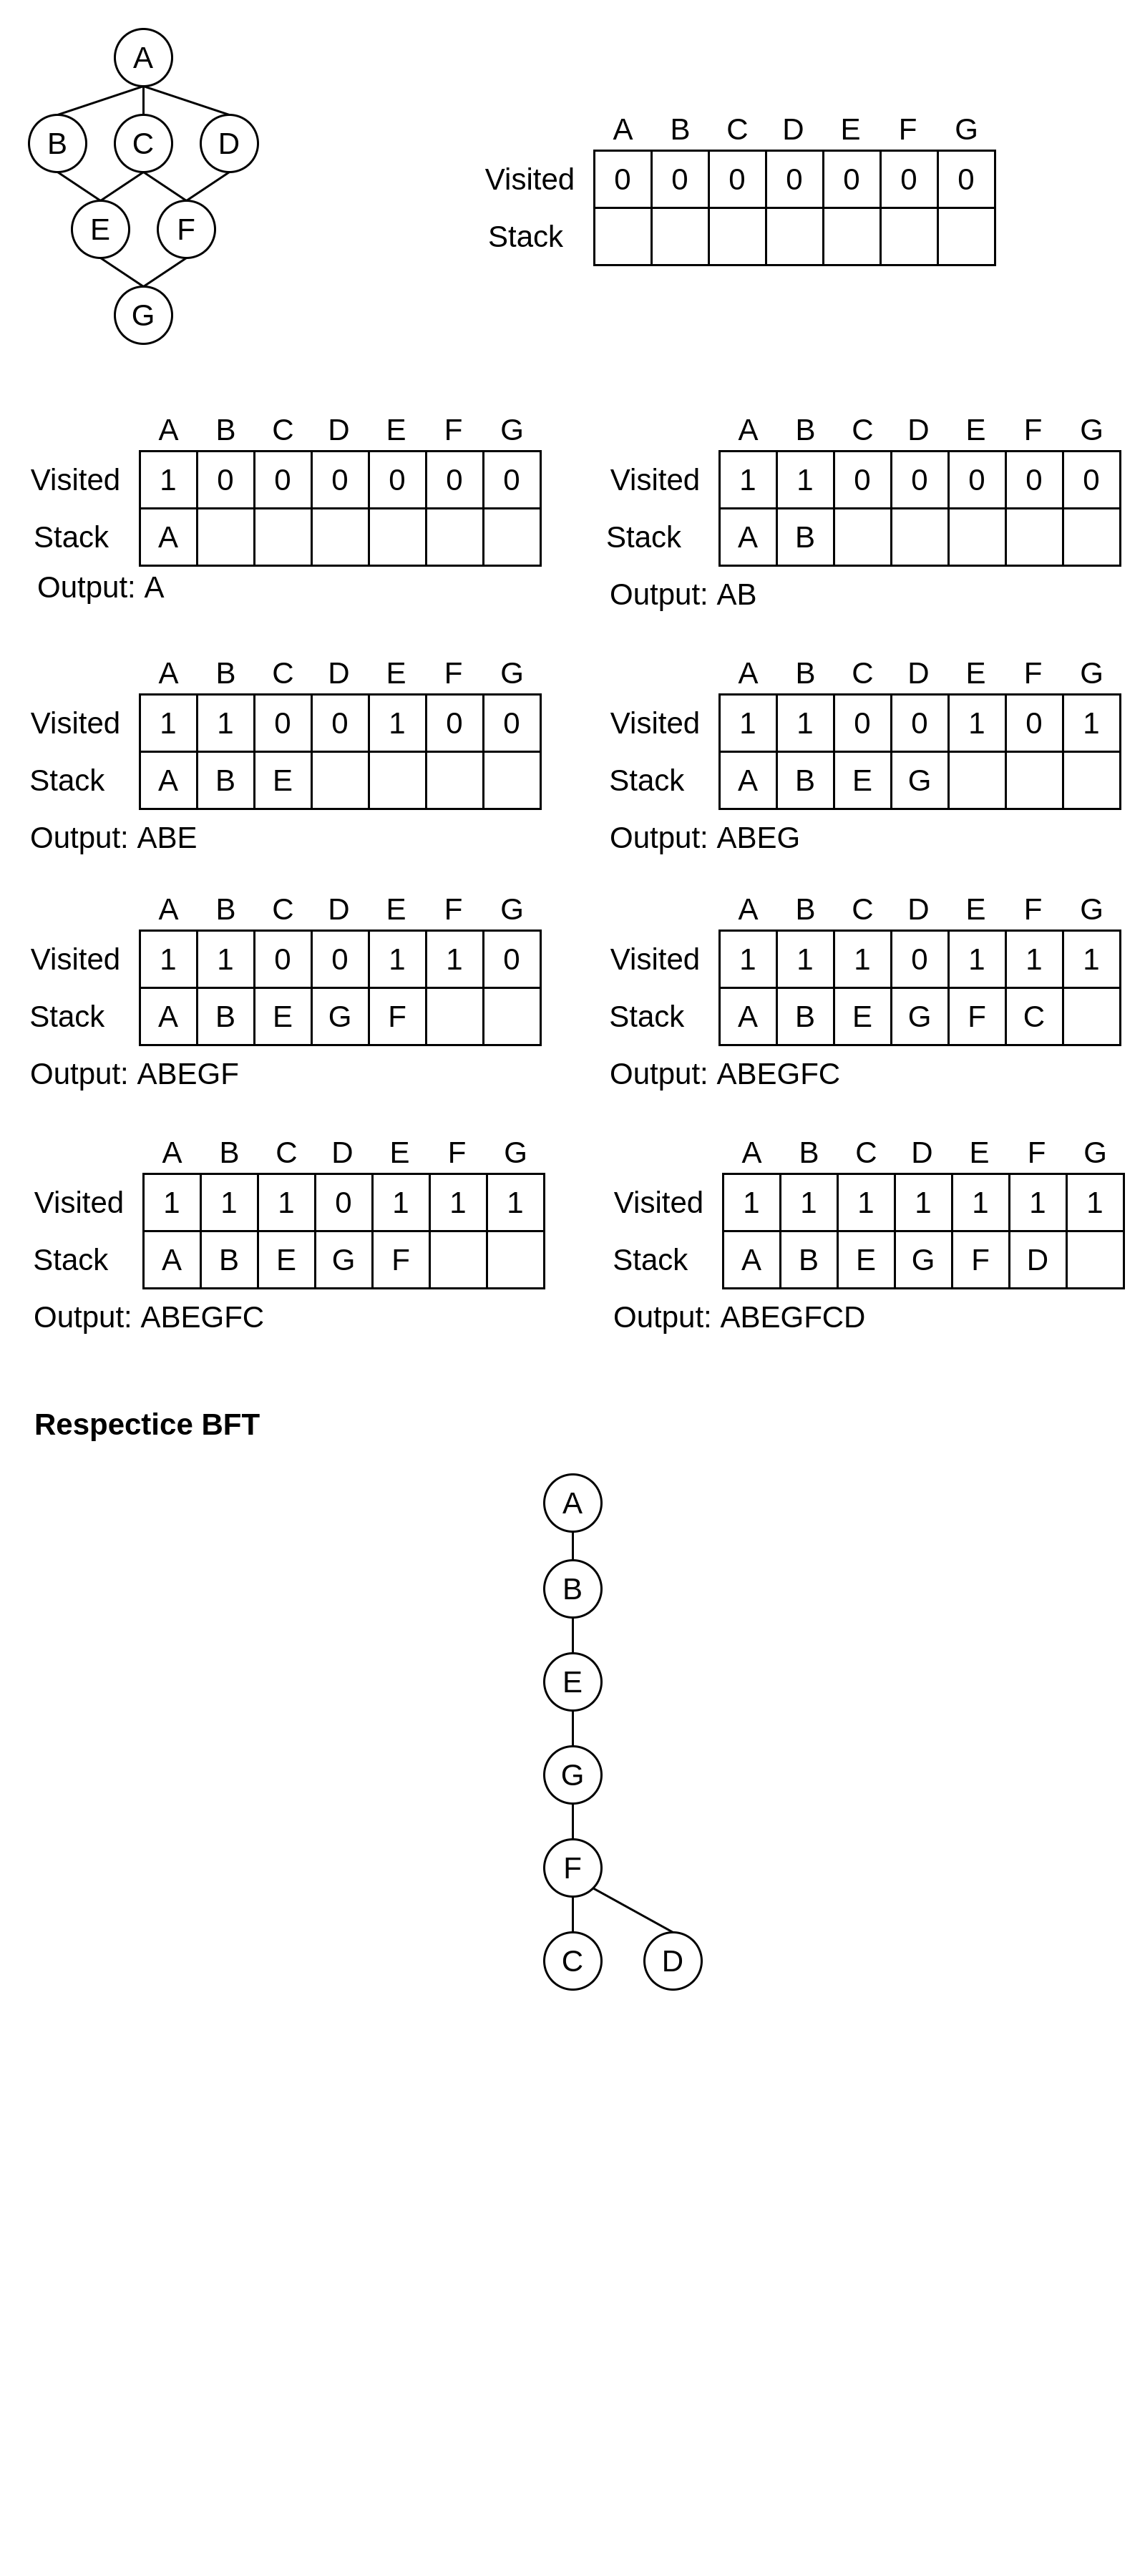 A
B C D
E F
G
A B C D E F G
Visited 0 0 0 0 0 0 0
Stack
A B C D E F G
Visited 1 0 0 0 0 0 0
Stack A
Output: A
A B C D E F G
Visited 1 1 0 0 0 0 0
Stack A B
Output: AB
A B C D E F G
Visited 1 1 0 0 1 0 0
Stack A B E
Output: ABE
A B C D E F G
Visited 1 1 0 0 1 0 1
Stack A B E G
Output: ABEG
A B C D E F G
Visited 1 1 0 0 1 1 0
Stack A B E G F
Output: ABEGF
A B C D E F G
Visited 1 1 1 0 1 1 1
Stack A B E G F C
Output: ABEGFC
A B C D E F G
Visited 1 1 1 0 1 1 1
Stack A B E G F
Output: ABEGFC
A B C D E F G
Visited 1 1 1 1 1 1 1
Stack A B E G F D
Output: ABEGFCD
Respectice BFT
A
B
E
G
F
C D